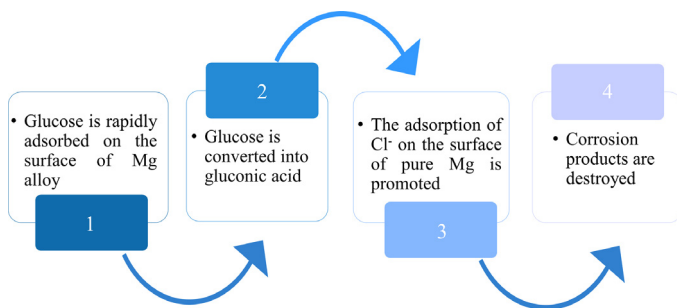 • Glucose is rapidly
adsorbed on the
surface of Mg
alloy
1
2
• Glucose is
converted into
gluconic acid
• The adsorption of
Cl⁻ on the surface
of pure Mg is
promoted
3
4
• Corrosion
products are
destroyed